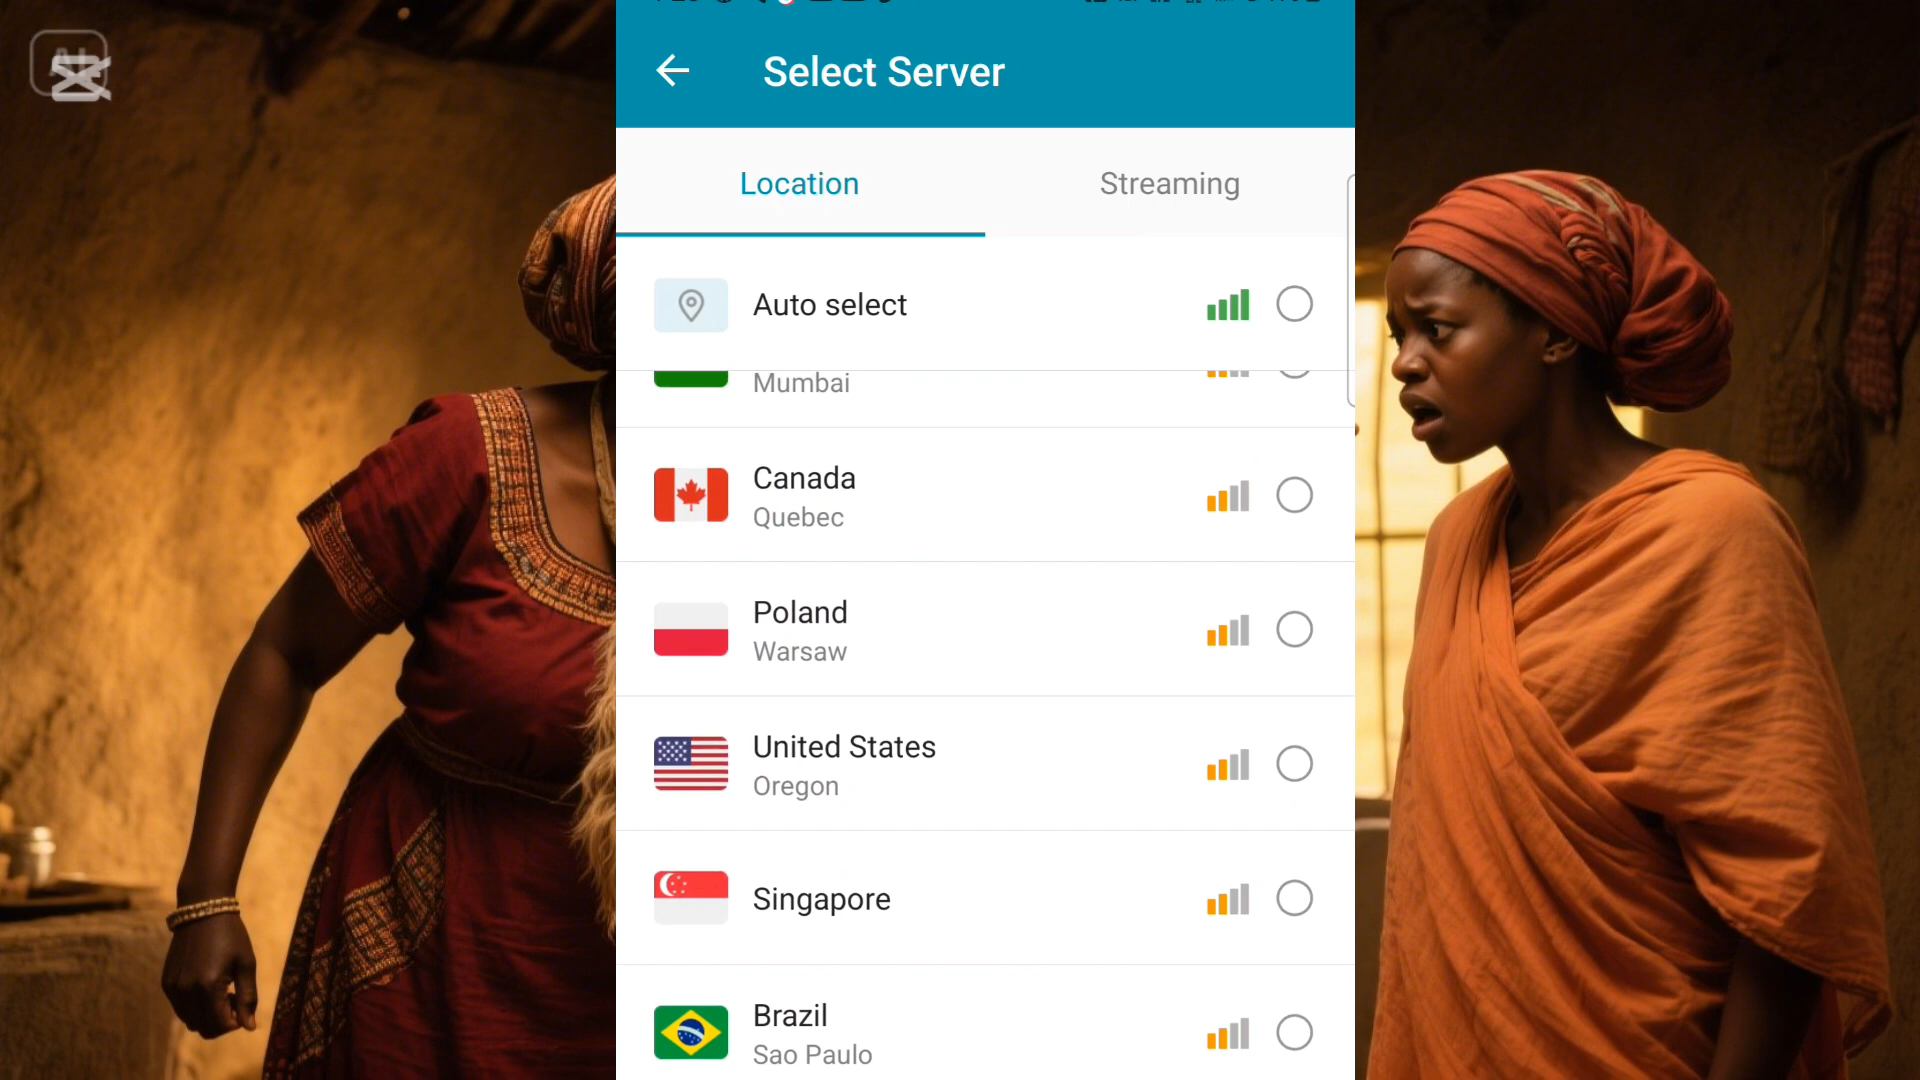 Select Server
Location
Streaming
Auto select
Mumbai
Canada
Quebec
Poland
Warsaw
United States
Oregon
Singapore
Brazil
Sao Paulo